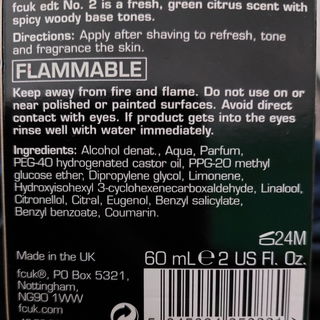 fcuk edt No. 2 is a fresh, green citrus scent with
spicy woody base tones.
Directions: Apply after shaving to refresh, tone
and fragrance the skin.
FLAMMABLE
Keep away from fire and flame. Do not use on or
near polished or painted surfaces. Avoid direct
contact with eyes. If product gets into the eyes
rinse well with water immediately.
Ingredients: Alcohol denat., Aqua, Parfum,
PEG-40 hydrogenated castor oil, PPG-20 methyl
glucose ether, Dipropylene glycol, Limonene,
Hydroxyisohexyl 3-cyclohexenecarboxaldehyde, Linalool,
Citronellol, Citral, Eugenol, Benzyl salicylate,
Benzyl benzoate, Coumarin.
24M
Made in the UK
60 mL e 2 US Fl. Oz.
fcuk®, PO Box 5321,
Nottingham,
NG90 1WW
fcuk.com